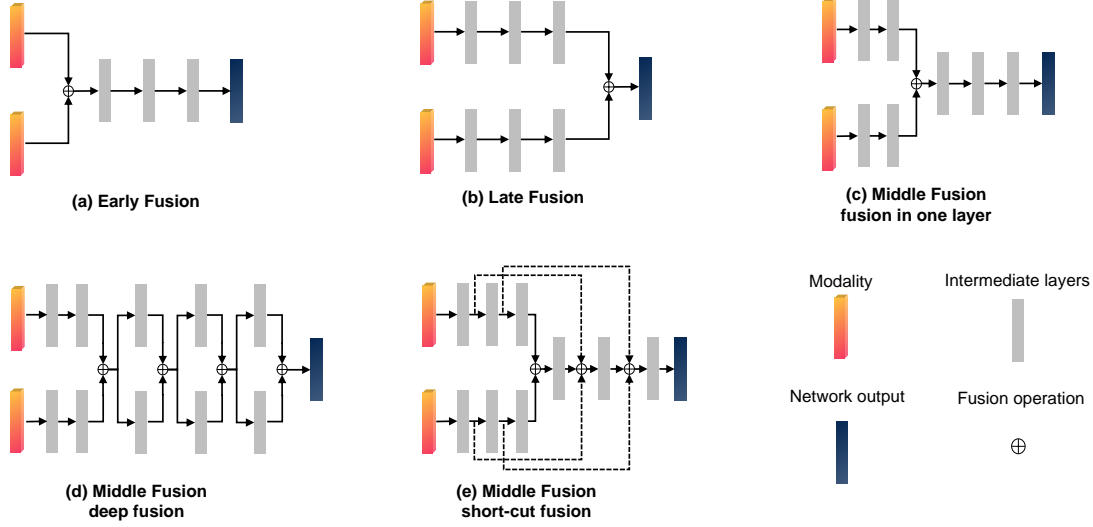 (a) Early Fusion
(b) Late Fusion
(c) Middle Fusion
fusion in one layer
(d) Middle Fusion
deep fusion
(e) Middle Fusion
short-cut fusion
Modality
Intermediate layers
Network output
Fusion operation